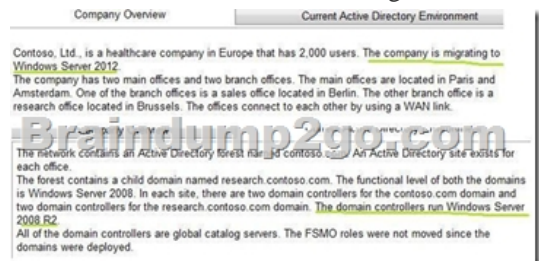 Company Overview
Current Active Directory Environment
Contoso, Ltd., is a healthcare company in Europe that has 2,000 users. The company is migrating to
Windows Server 2012.
The company has two main offices and two branch offices. The main offices are located in Paris and
Amsterdam. One of the branch offices is a sales office located in Berlin. The other branch office is a
research office located in Brussels. The offices connect to each other by using a WAN link.
Braindump2go.com
The network contains an Active Directory forest named contoso.com. An Active Directory site exists for
each office.
The forest contains a child domain named research.contoso.com. The functional level of both the domains
is Windows Server 2008. In each site, there are two domain controllers for the contoso.com domain and
two domain controllers for the research.contoso.com domain. The domain controllers run Windows Server
2008 R2.
All of the domain controllers are global catalog servers. The FSMO roles were not moved since the
domains were deployed.